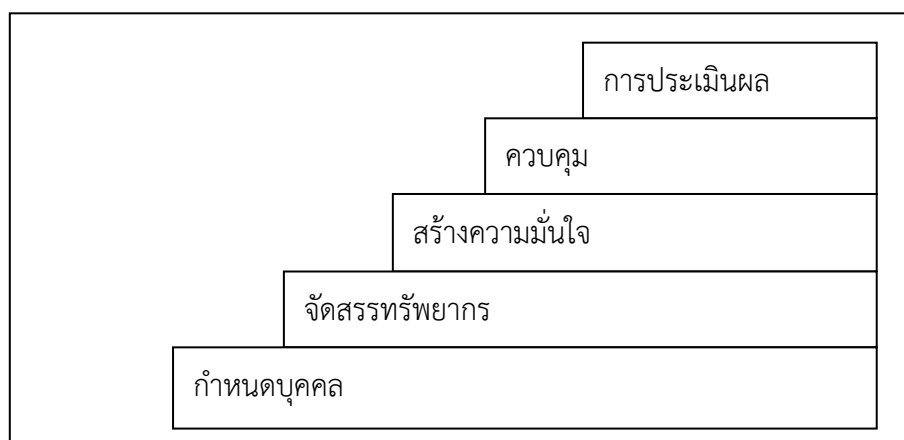 การประเมินผล
ควบคุม
สร้างความมั่นใจ
จัดสรรทรัพยากร
กำหนดบุคคล